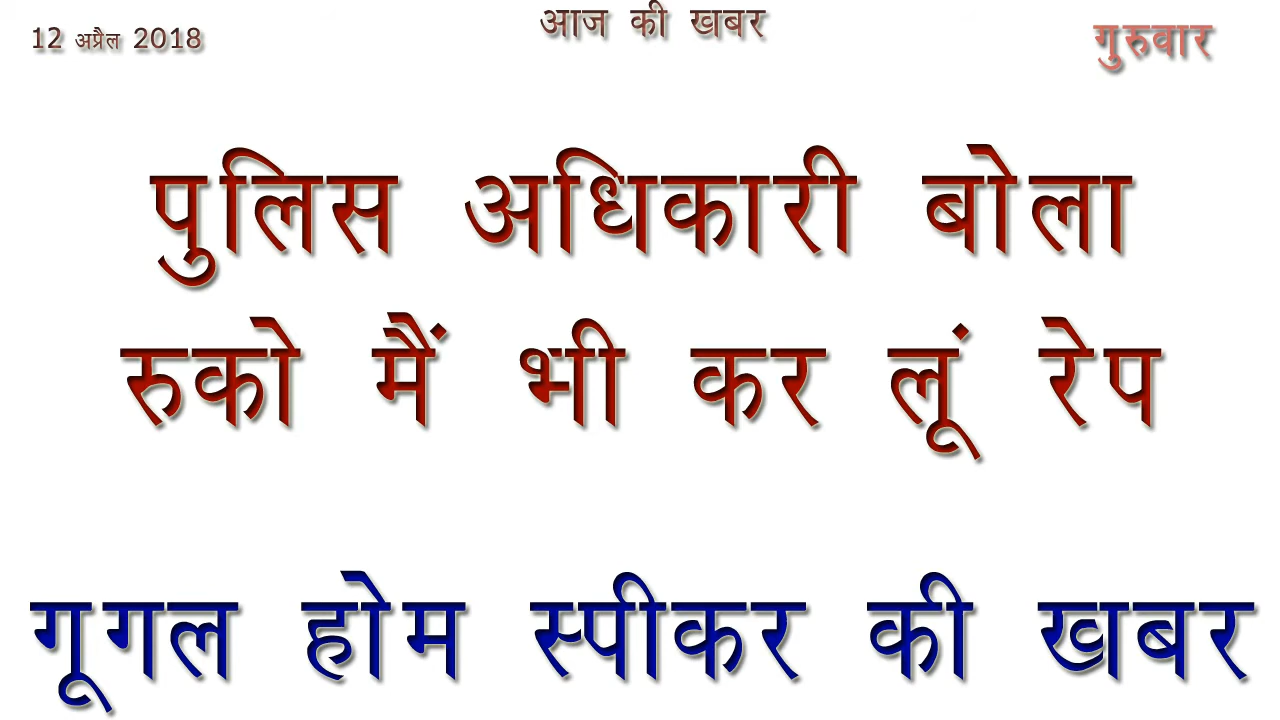 12 अप्रैल 2018
आज की खबर
गुरुवार
पुलिस अधिकारी बोला
रुको मैं भी कर लूं रेप
गूगल होम स्पीकर की खबर